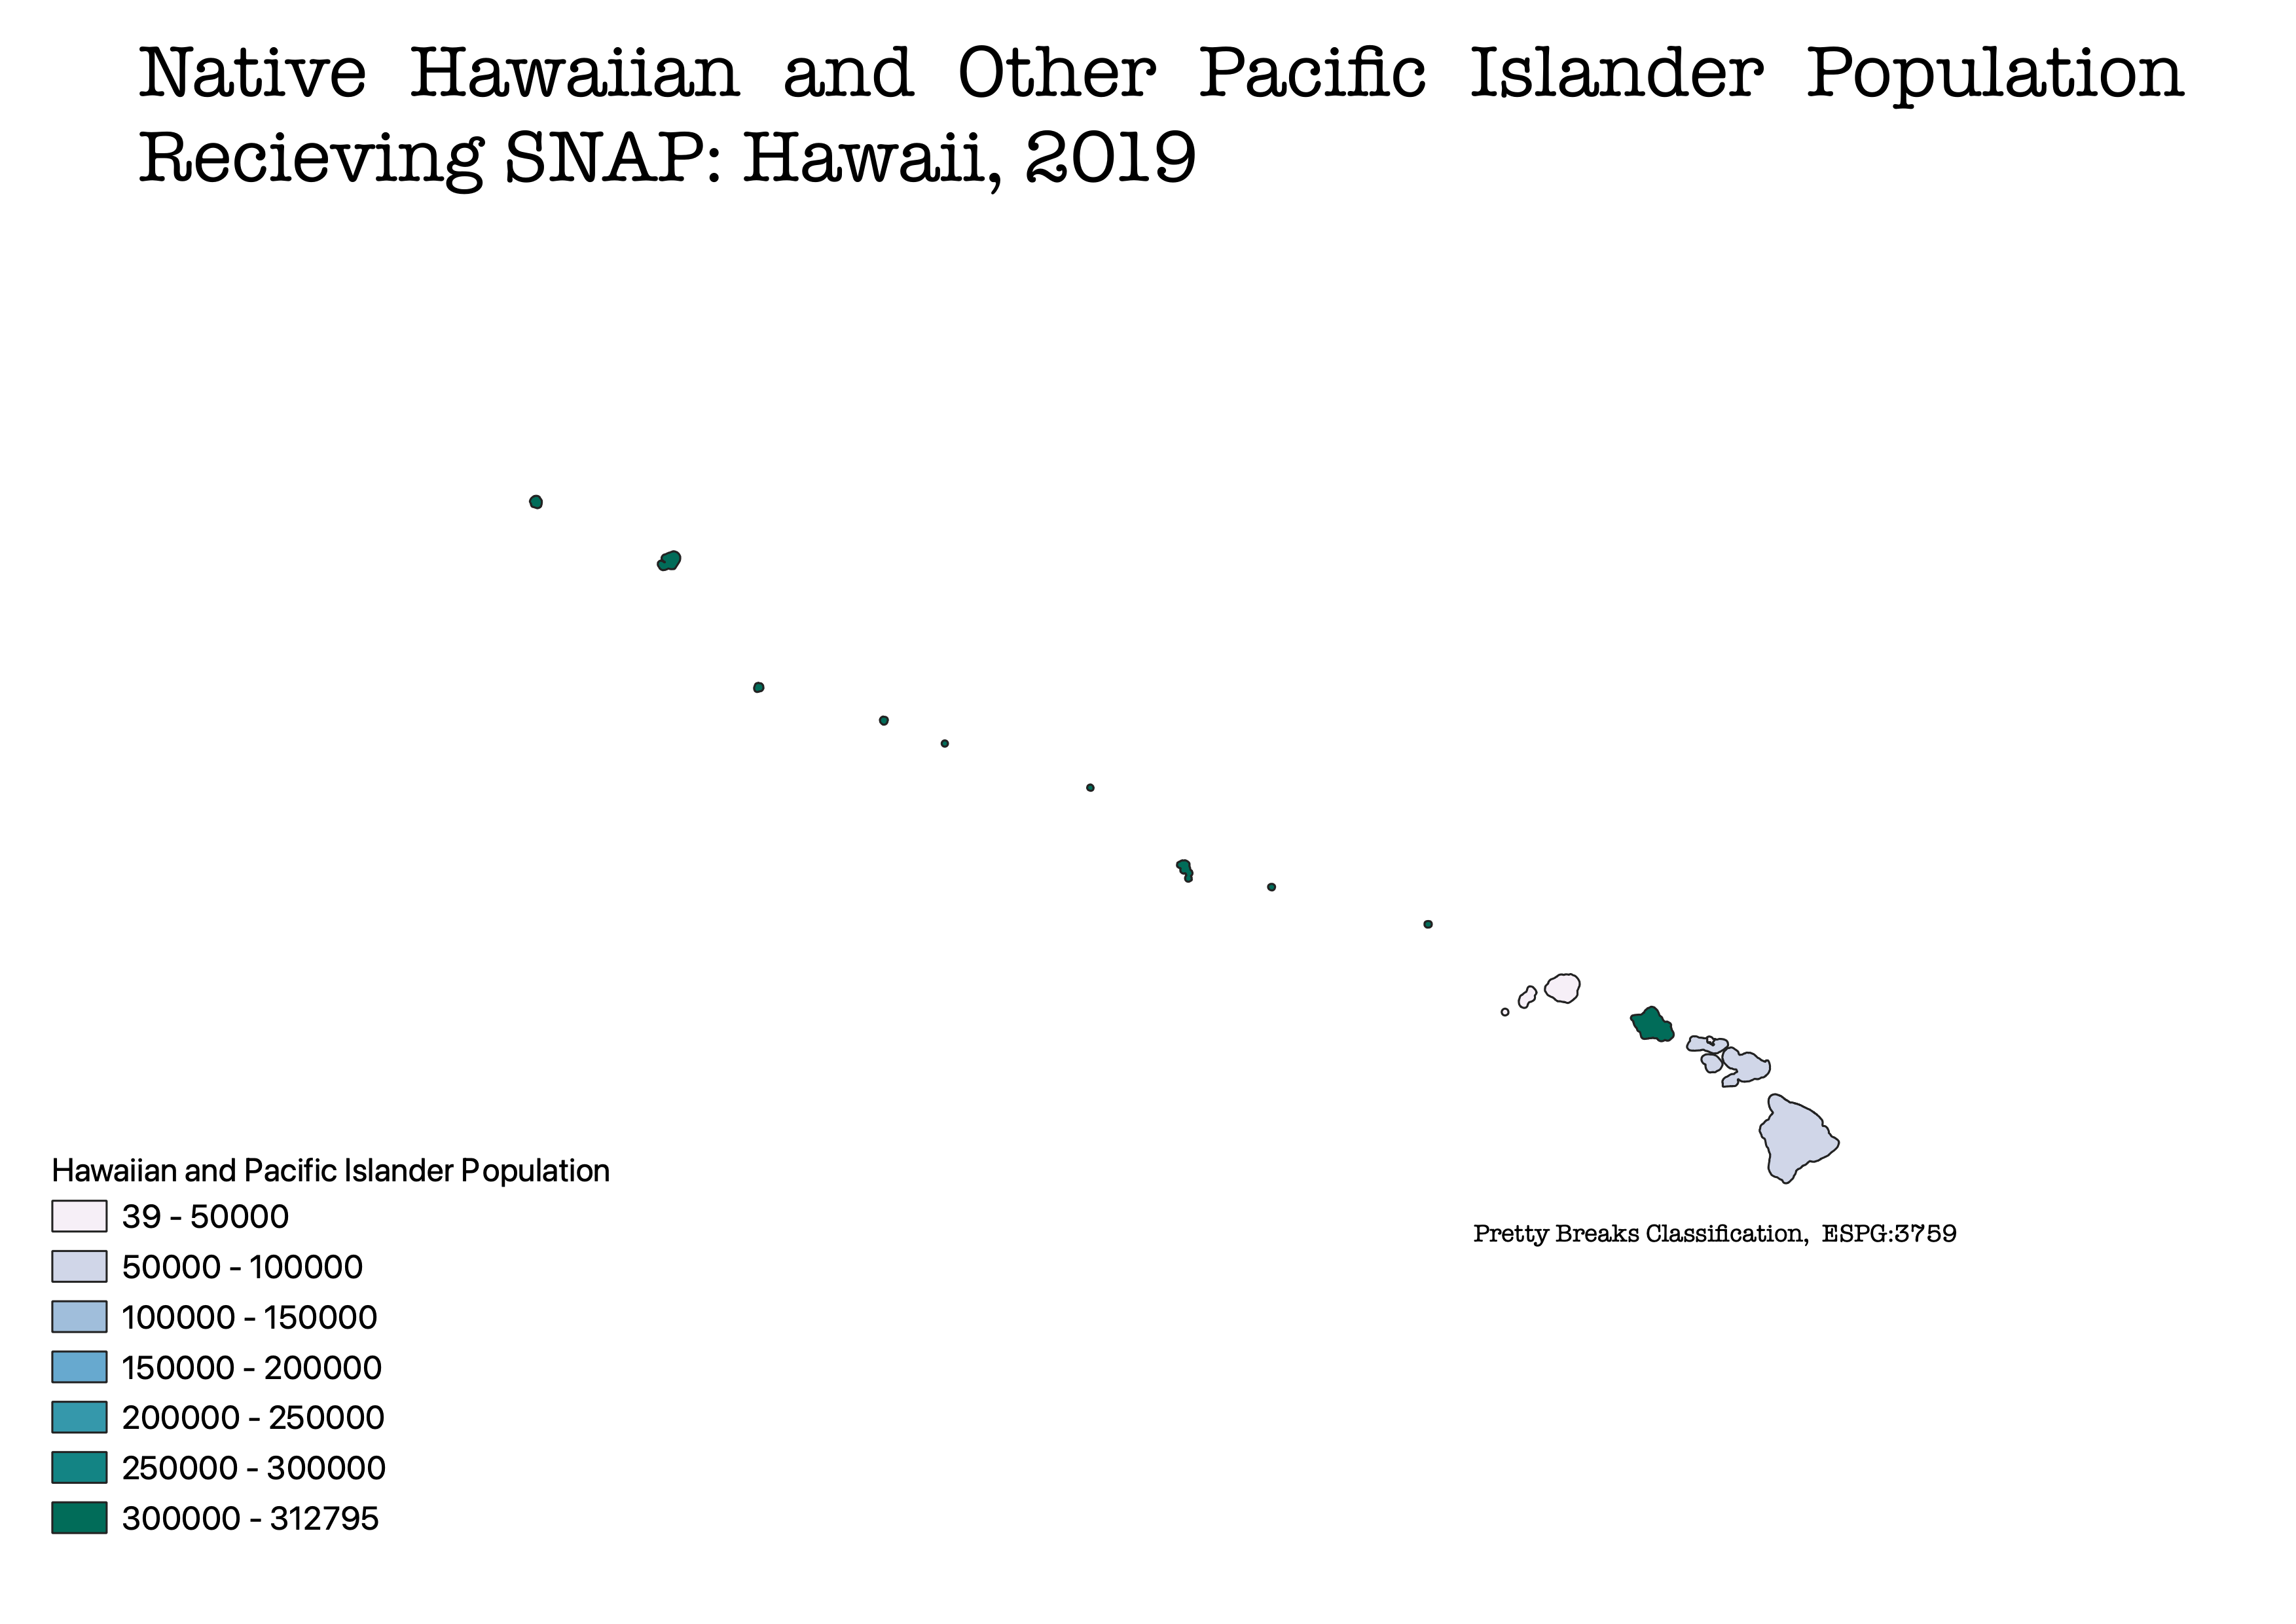 Native Hawaiian and Other Pacific Islander Population
Recieving SNAP: Hawaii, 2019
Hawaiian and Pacific Islander Population
39 - 50000
50000 - 100000
100000 - 150000
150000 - 200000
200000 - 250000
250000 - 300000
300000 - 312795
Pretty Breaks Classification, ESPG:3759